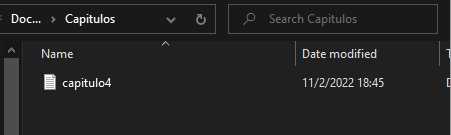 Doc... > Capitulos
Search Capitulos
Name
Date modified
T
capitulo4
11/2/2022 18:45